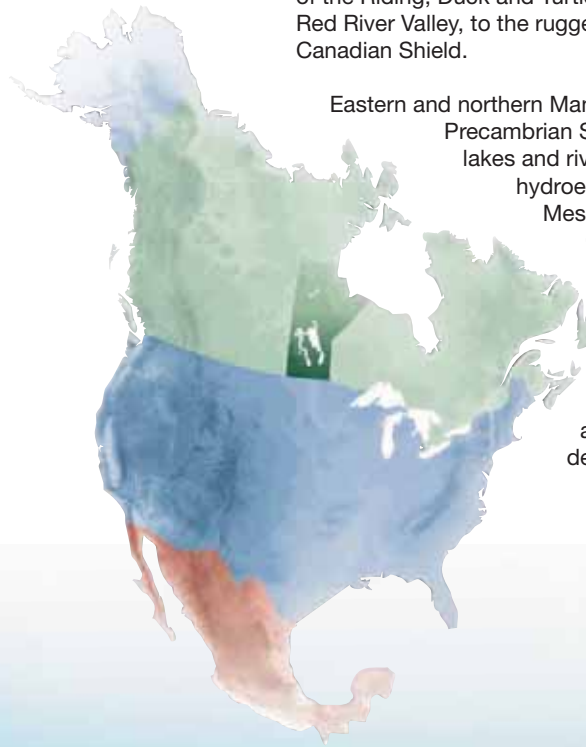 of the Riding, Duck and Turtle
Red River Valley, to the rugge
Canadian Shield.
Eastern and northern Mar
Precambrian S
lakes and riv
hydroe
Mes
a
de